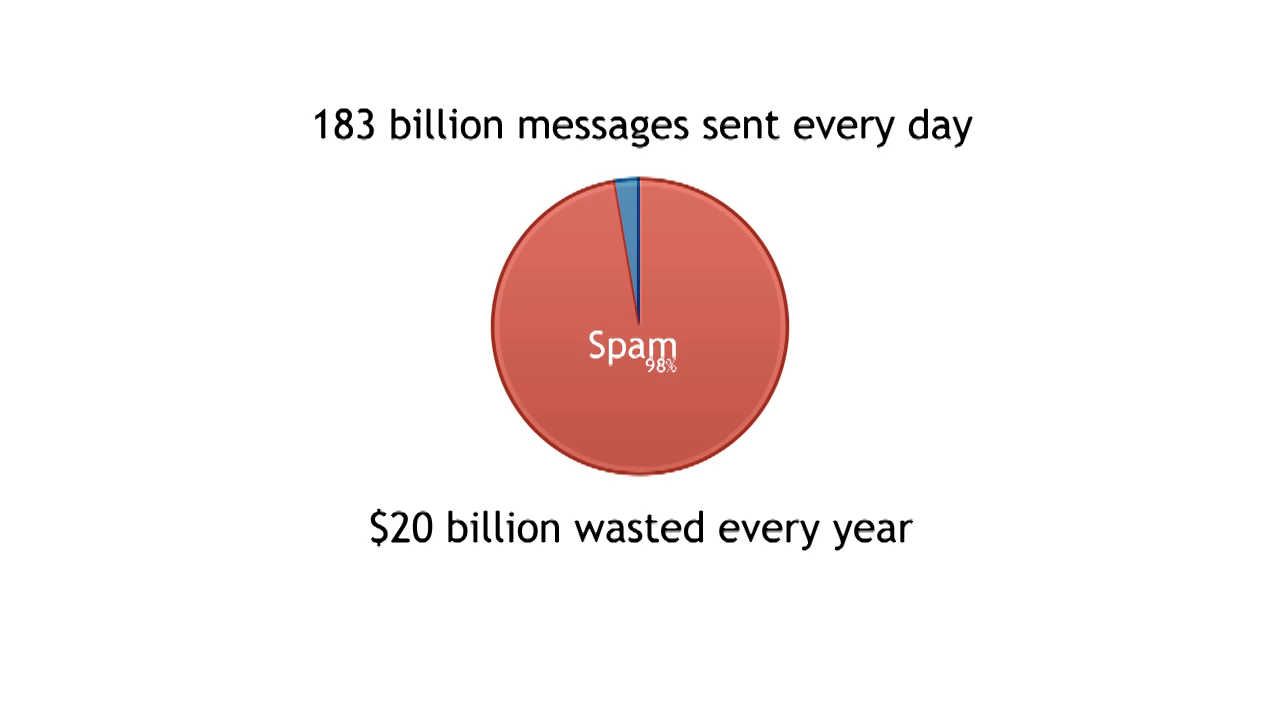 183 billion messages sent every day
Spam
98%
$20 billion wasted every year